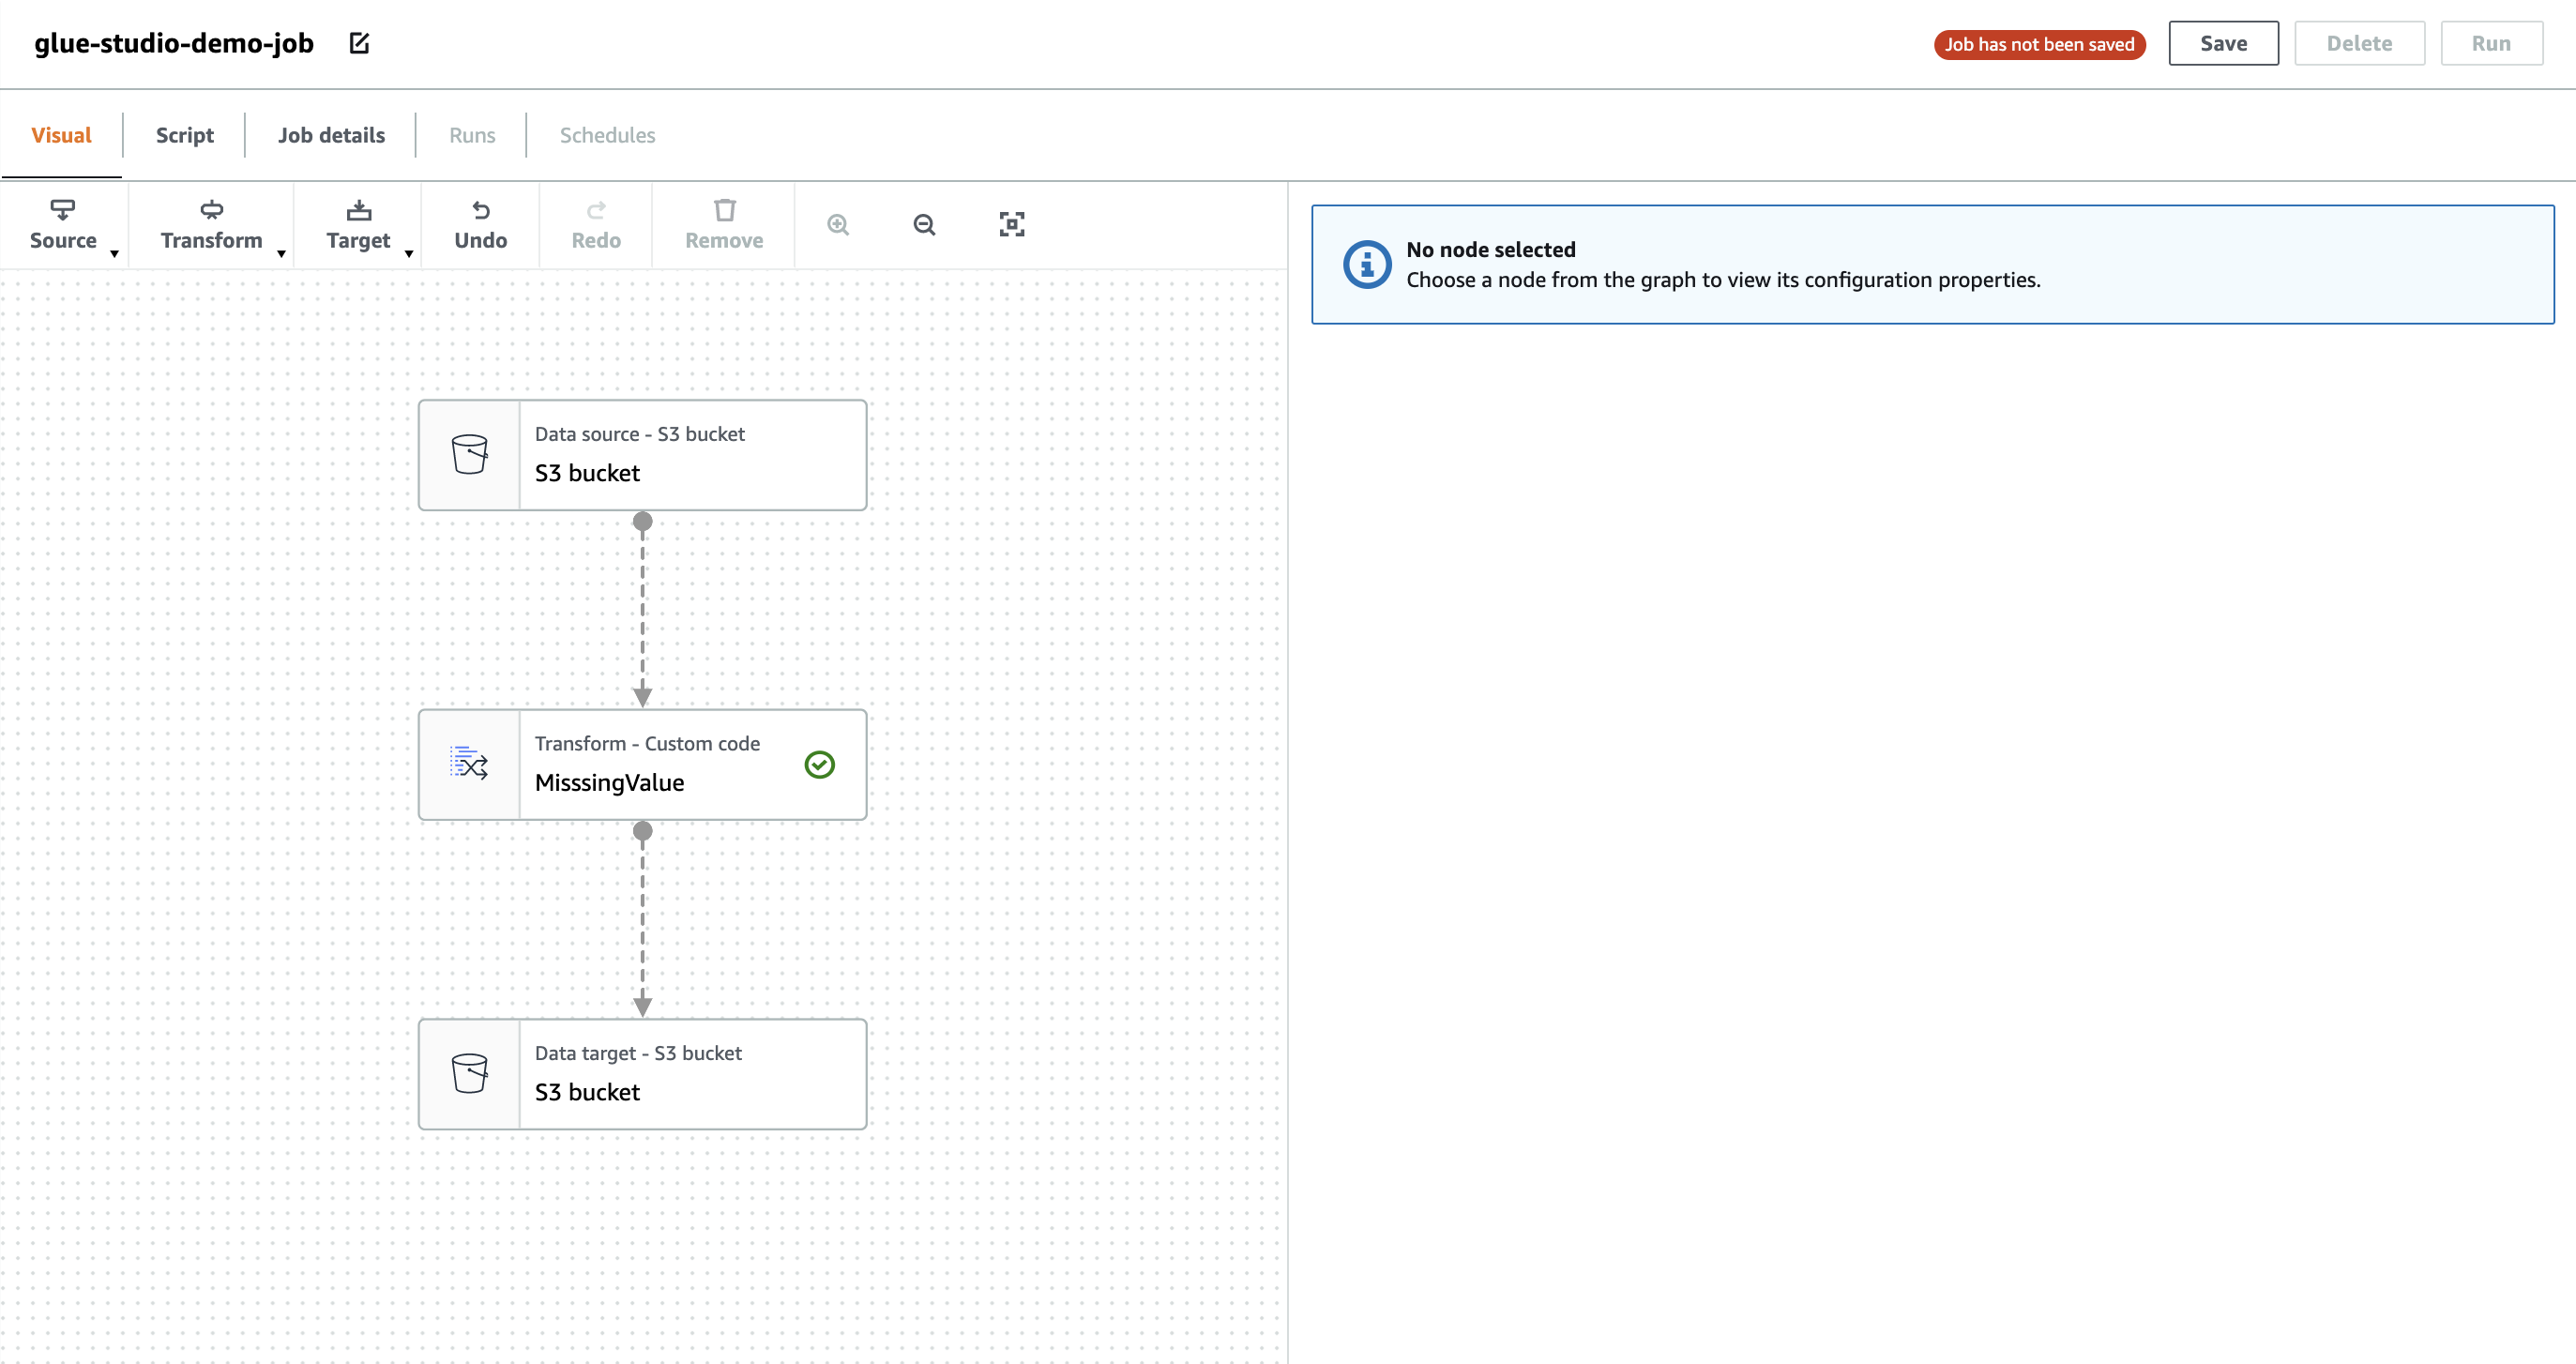 glue-studio-demo-job
Job has not been saved
Save
Delete
Run
Visual
Script
Job details
Runs
Schedules
Source
Transform
Target
Undo
Redo
Remove
No node selected
Choose a node from the graph to view its configuration properties.
Data source - S3 bucket
S3 bucket
Transform - Custom code
MisssingValue
Data target - S3 bucket
S3 bucket